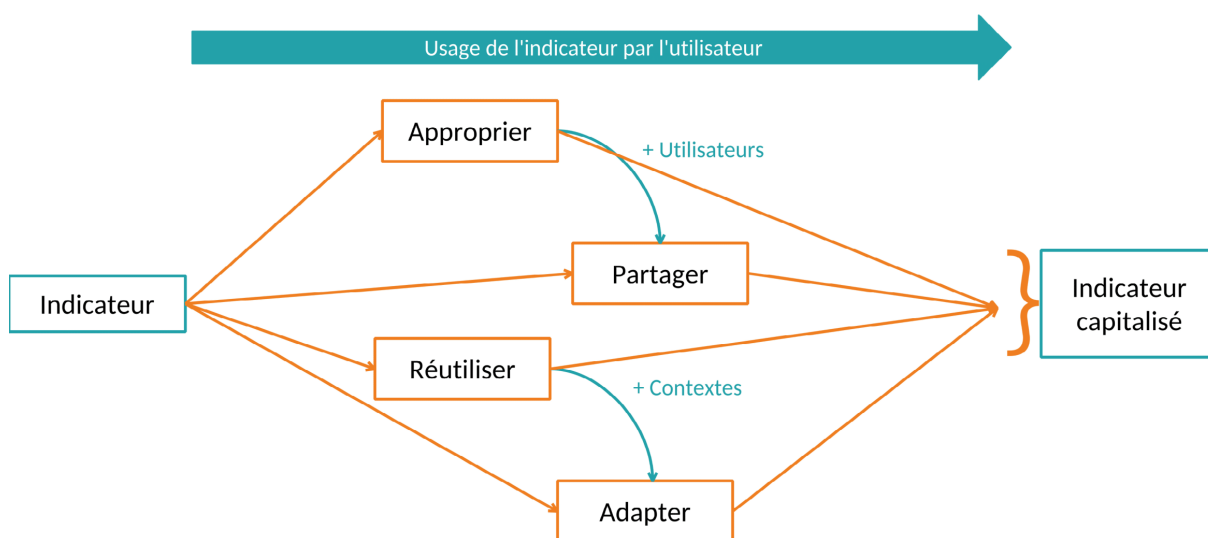 Usage de l'indicateur par l'utilisateur
Approprier
+ Utilisateurs
Partager
Indicateur
Indicateur
capitalisé
Réutiliser
+ Contextes
Adapter